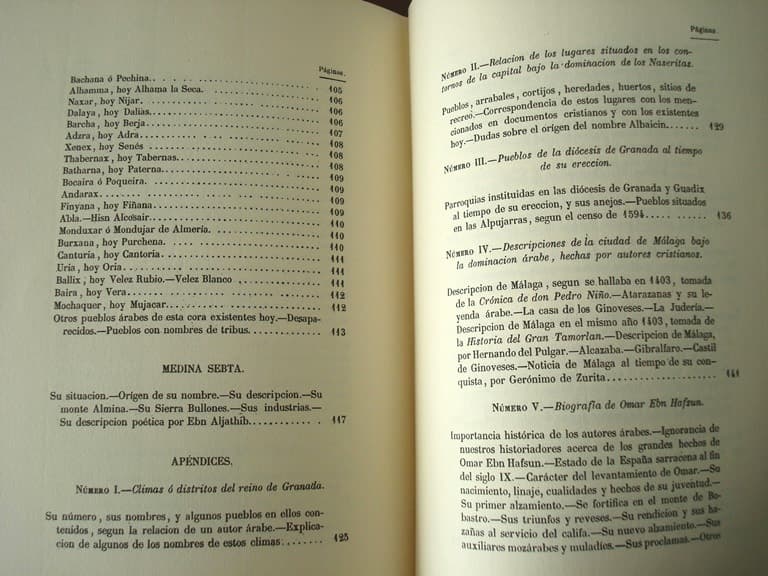 Páginas.
Bachana ó Pechina. . . . . . . . . . . . . . . . . . 105
Alhamma, hoy Alhama la Seca. . . . . . . . . . . . . 106
Naxar, hoy Nijar. . . . . . . . . . . . . . . . . . 106
Dalaya, hoy Dalías. . . . . . . . . . . . . . . . . 106
Barcha, hoy Berja. . . . . . . . . . . . . . . . . . 106
Adzra, hoy Adra. . . . . . . . . . . . . . . . . . . 107
Xenex, hoy Senés. . . . . . . . . . . . . . . . . . 108
Thabernax, hoy Tabernas. . . . . . . . . . . . . . . 108
Batharna, hoy Paterna. . . . . . . . . . . . . . . . 108
Bocaira ó Poqueira. . . . . . . . . . . . . . . . . 109
Andarax. . . . . . . . . . . . . . . . . . . . . . . 109
Finyana, hoy Fiñana. . . . . . . . . . . . . . . . . 109
Abla.—Hisn Alcosair. . . . . . . . . . . . . . . . . 109
Monduxar ó Mondujar de Almería. . . . . . . . . . . 110
Burxana, hoy Purchena. . . . . . . . . . . . . . . . 110
Canturia, hoy Cantoria. . . . . . . . . . . . . . . 110
Uria, hoy Oria. . . . . . . . . . . . . . . . . . . 111
Ballix, hoy Velez Rubio.—Velez Blanco . . . . . . . 111
Baira, hoy Vera. . . . . . . . . . . . . . . . . . . 112
Mochaquer, hoy Mujacar. . . . . . . . . . . . . . . 112
Otros pueblos árabes de esta cora existentes hoy.—Desapa-
recidos.—Pueblos con nombres de tribus. . . . . . . 113
MEDINA SEBTA.
Su situacion.—Orígen de su nombre.—Su descripcion.—Su
monte Almina.—Su Sierra Bullones.—Sus industrias.—
Su descripcion poética por Ebn Aljathib. . . . . . . 117
APÉNDICES.
NÚMERO I.—Climas ó distritos del reino de Granada.
Su número, sus nombres, y algunos pueblos en ellos con-
tenidos, segun la relacion de un autor árabe.—Explica-
cion de algunos de los nombres de estos climas. . . . 125
Páginas.
NÚMERO II.—Relacion de los lugares situados en los con-
tornos de la capital bajo la dominacion de los Naseritas.
Pueblos, arrabales, cortijos, heredades, huertos, sitios de
recreo.—Correspondencia de estos lugares con los men-
cionados en documentos cristianos y con los existentes
hoy.—Dudas sobre el orígen del nombre Albaicin. . . . 129
NÚMERO III.—Pueblos de la diócesis de Granada al tiempo
de su ereccion.
Parroquias instituidas en las diócesis de Granada y Guadix
al tiempo de su ereccion, y sus anejos.—Pueblos situados
en las Alpujarras, segun el censo de 1594. . . . . . 136
NÚMERO IV.—Descripciones de la ciudad de Málaga bajo
la dominacion árabe, hechas por autores cristianos.
Descripcion de Málaga, segun se hallaba en 1403, tomada
de la Crónica de don Pedro Niño.—Atarazanas y su le-
yenda árabe.—La casa de los Ginoveses.—La Judería.—
Descripcion de Málaga en el mismo año 1403, tomada de
la Historia del Gran Tamorlan.—Descripcion de Málaga,
por Hernando del Pulgar.—Alcazaba.—Gibralfaro.—Castil
de Ginoveses.—Noticia de Málaga al tiempo de su con-
quista, por Gerónimo de Zurita. . . . . . . . . . . . 141
NÚMERO V.—Biografía de Omar Ebn Hafsun.
Importancia histórica de los autores árabes.—Ignorancia de
nuestros historiadores acerca de los grandes hechos de
Omar Ebn Hafsun.—Estado de la España sarracena al fin
del siglo IX.—Carácter del levantamiento de Omar.—Su
nacimiento, linaje, cualidades y hechos de su juventud.—
Su primer alzamiento.—Se fortifica en el monte de Bo-
bastro.—Sus triunfos y reveses.—Su rendicion y sus ha-
zañas al servicio del califa.—Su nuevo alzamiento.—Sus
auxiliares mozárabes y muladíes.—Sus proclamas.—Otros